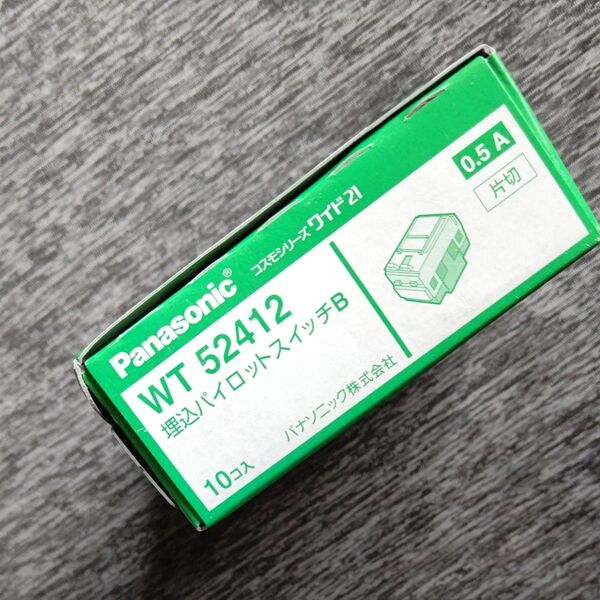 Panasonic® コスモシリーズ ワイド21 0.5 A
片切
WT 52412
埋込パイロットスイッチB
10コ入 パナソニック株式会社